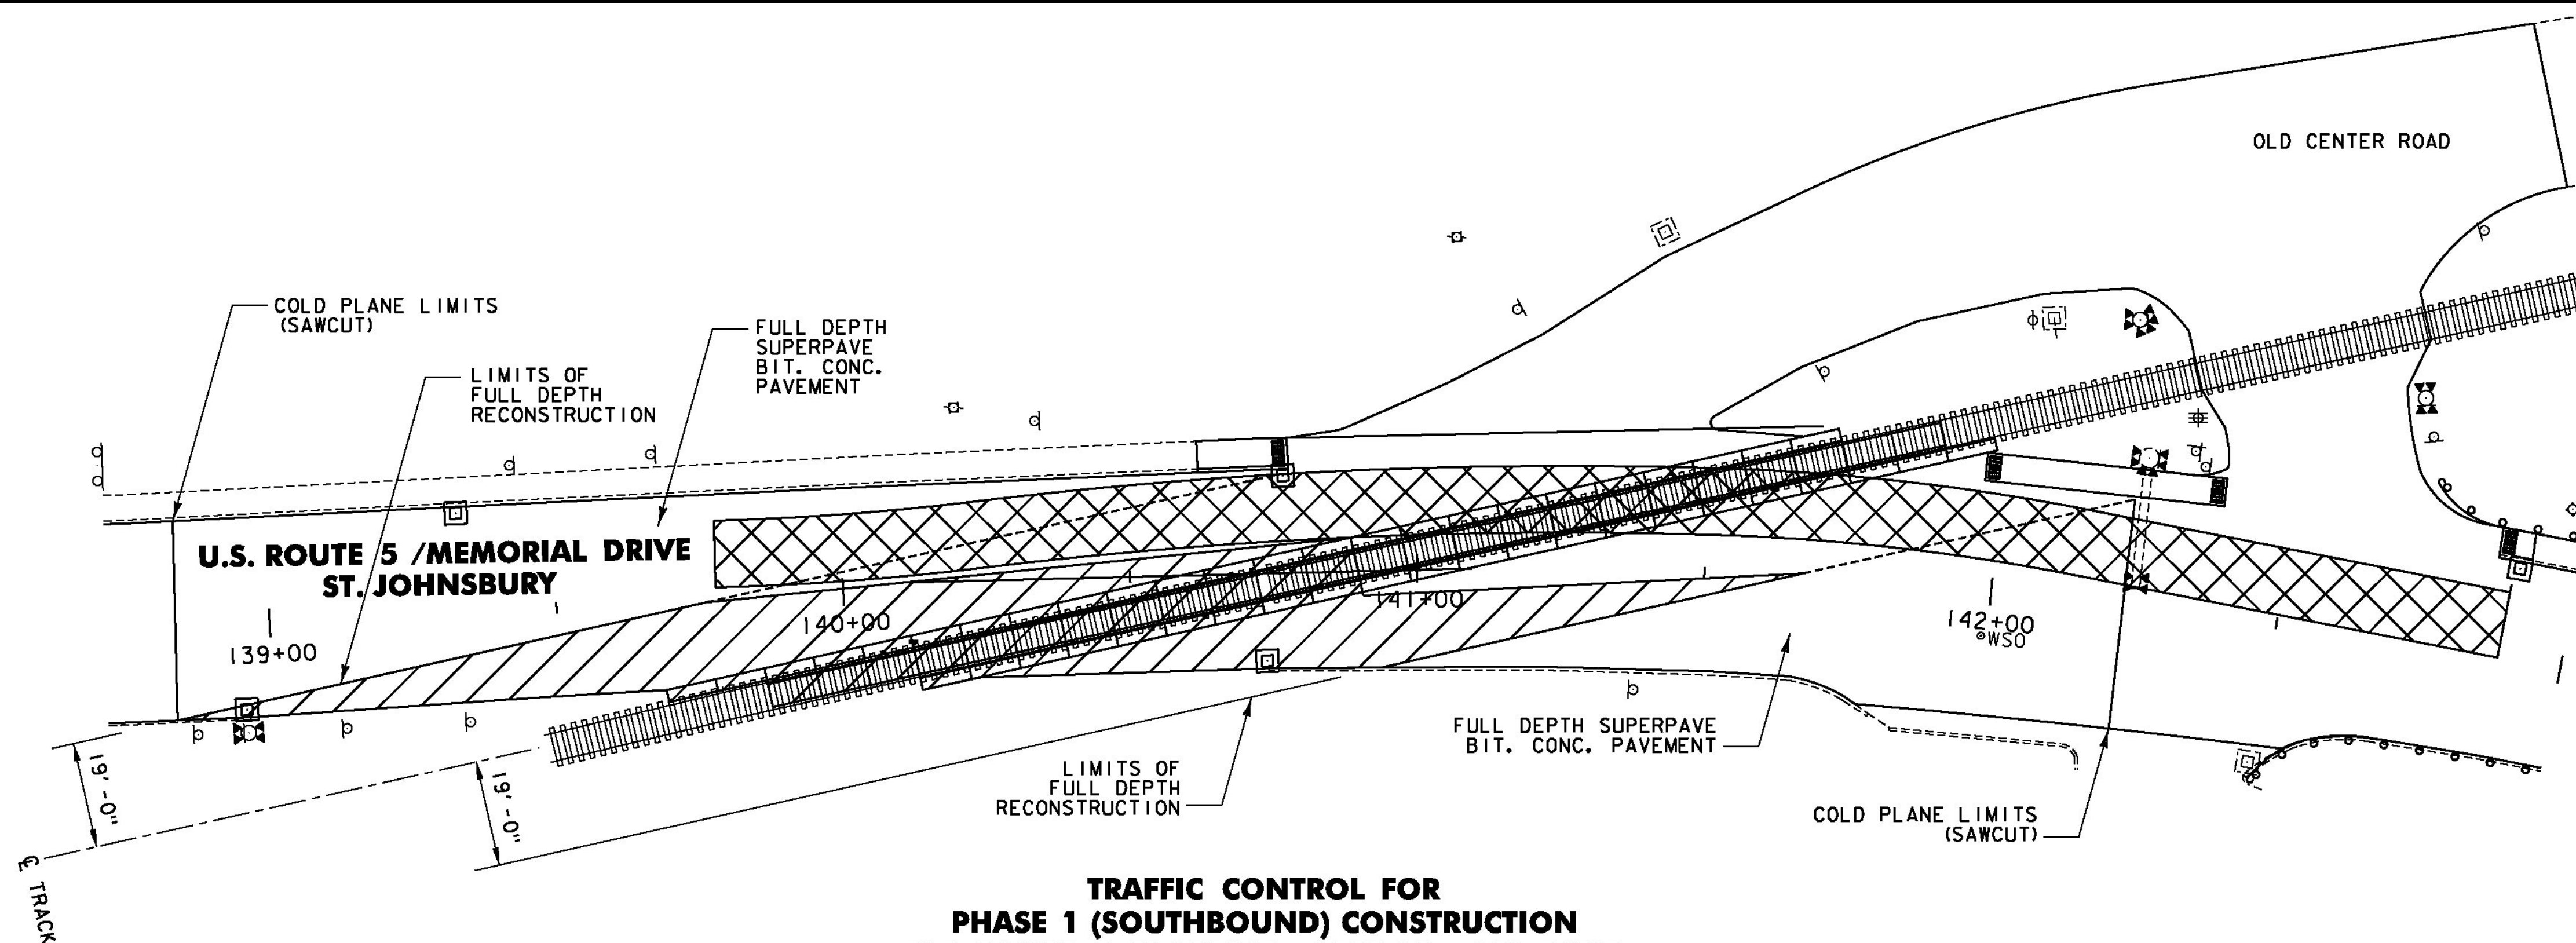 OLD CENTER ROAD
COLD PLANE LIMITS
(SAWCUT)
FULL DEPTH
SUPERPAVE
BIT. CONC.
PAVEMENT
LIMITS OF
FULL DEPTH
RECONSTRUCTION
U.S. ROUTE 5 /MEMORIAL DRIVE
ST. JOHNSBURY
139+00
140+00
141+00
142+00
WSO
19'-0"
19'-0"
FULL DEPTH SUPERPAVE
BIT. CONC. PAVEMENT
LIMITS OF
FULL DEPTH
RECONSTRUCTION
COLD PLANE LIMITS
(SAWCUT)
℄ TRACK
TRAFFIC CONTROL FOR
PHASE 1 (SOUTHBOUND) CONSTRUCTION